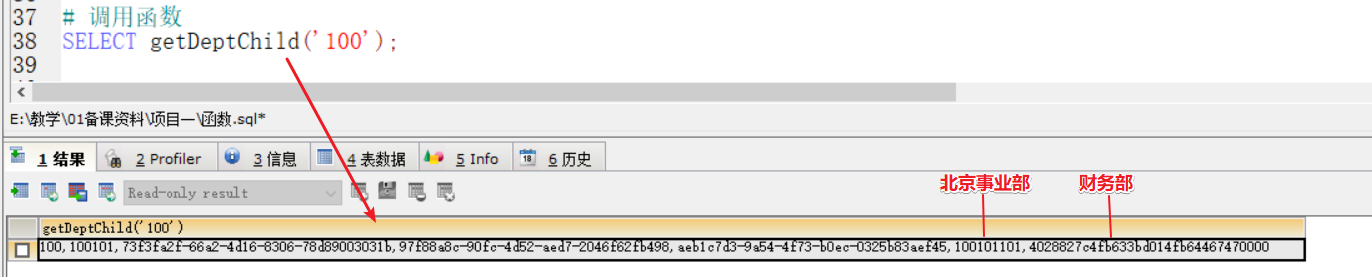 37 # 调用函数
38 SELECT getDeptChild('100');
39
E:\教学\01备课资料\项目一\函数.sql*
1 结果 2 Profiler 3 信息 4 表数据 5 Info 18 6 历史
Read-only result
北京事业部 财务部
getDeptChild('100')
100,100101,73f3fa2f-66a2-4d16-8306-78d89003031b,97f88a8c-90fc-4d52-aed7-2046f62fb498,aeb1c7d3-9a54-4f73-b0ec-0325b83aef45,100101101,4028827c4fb633bd014fb64467470000